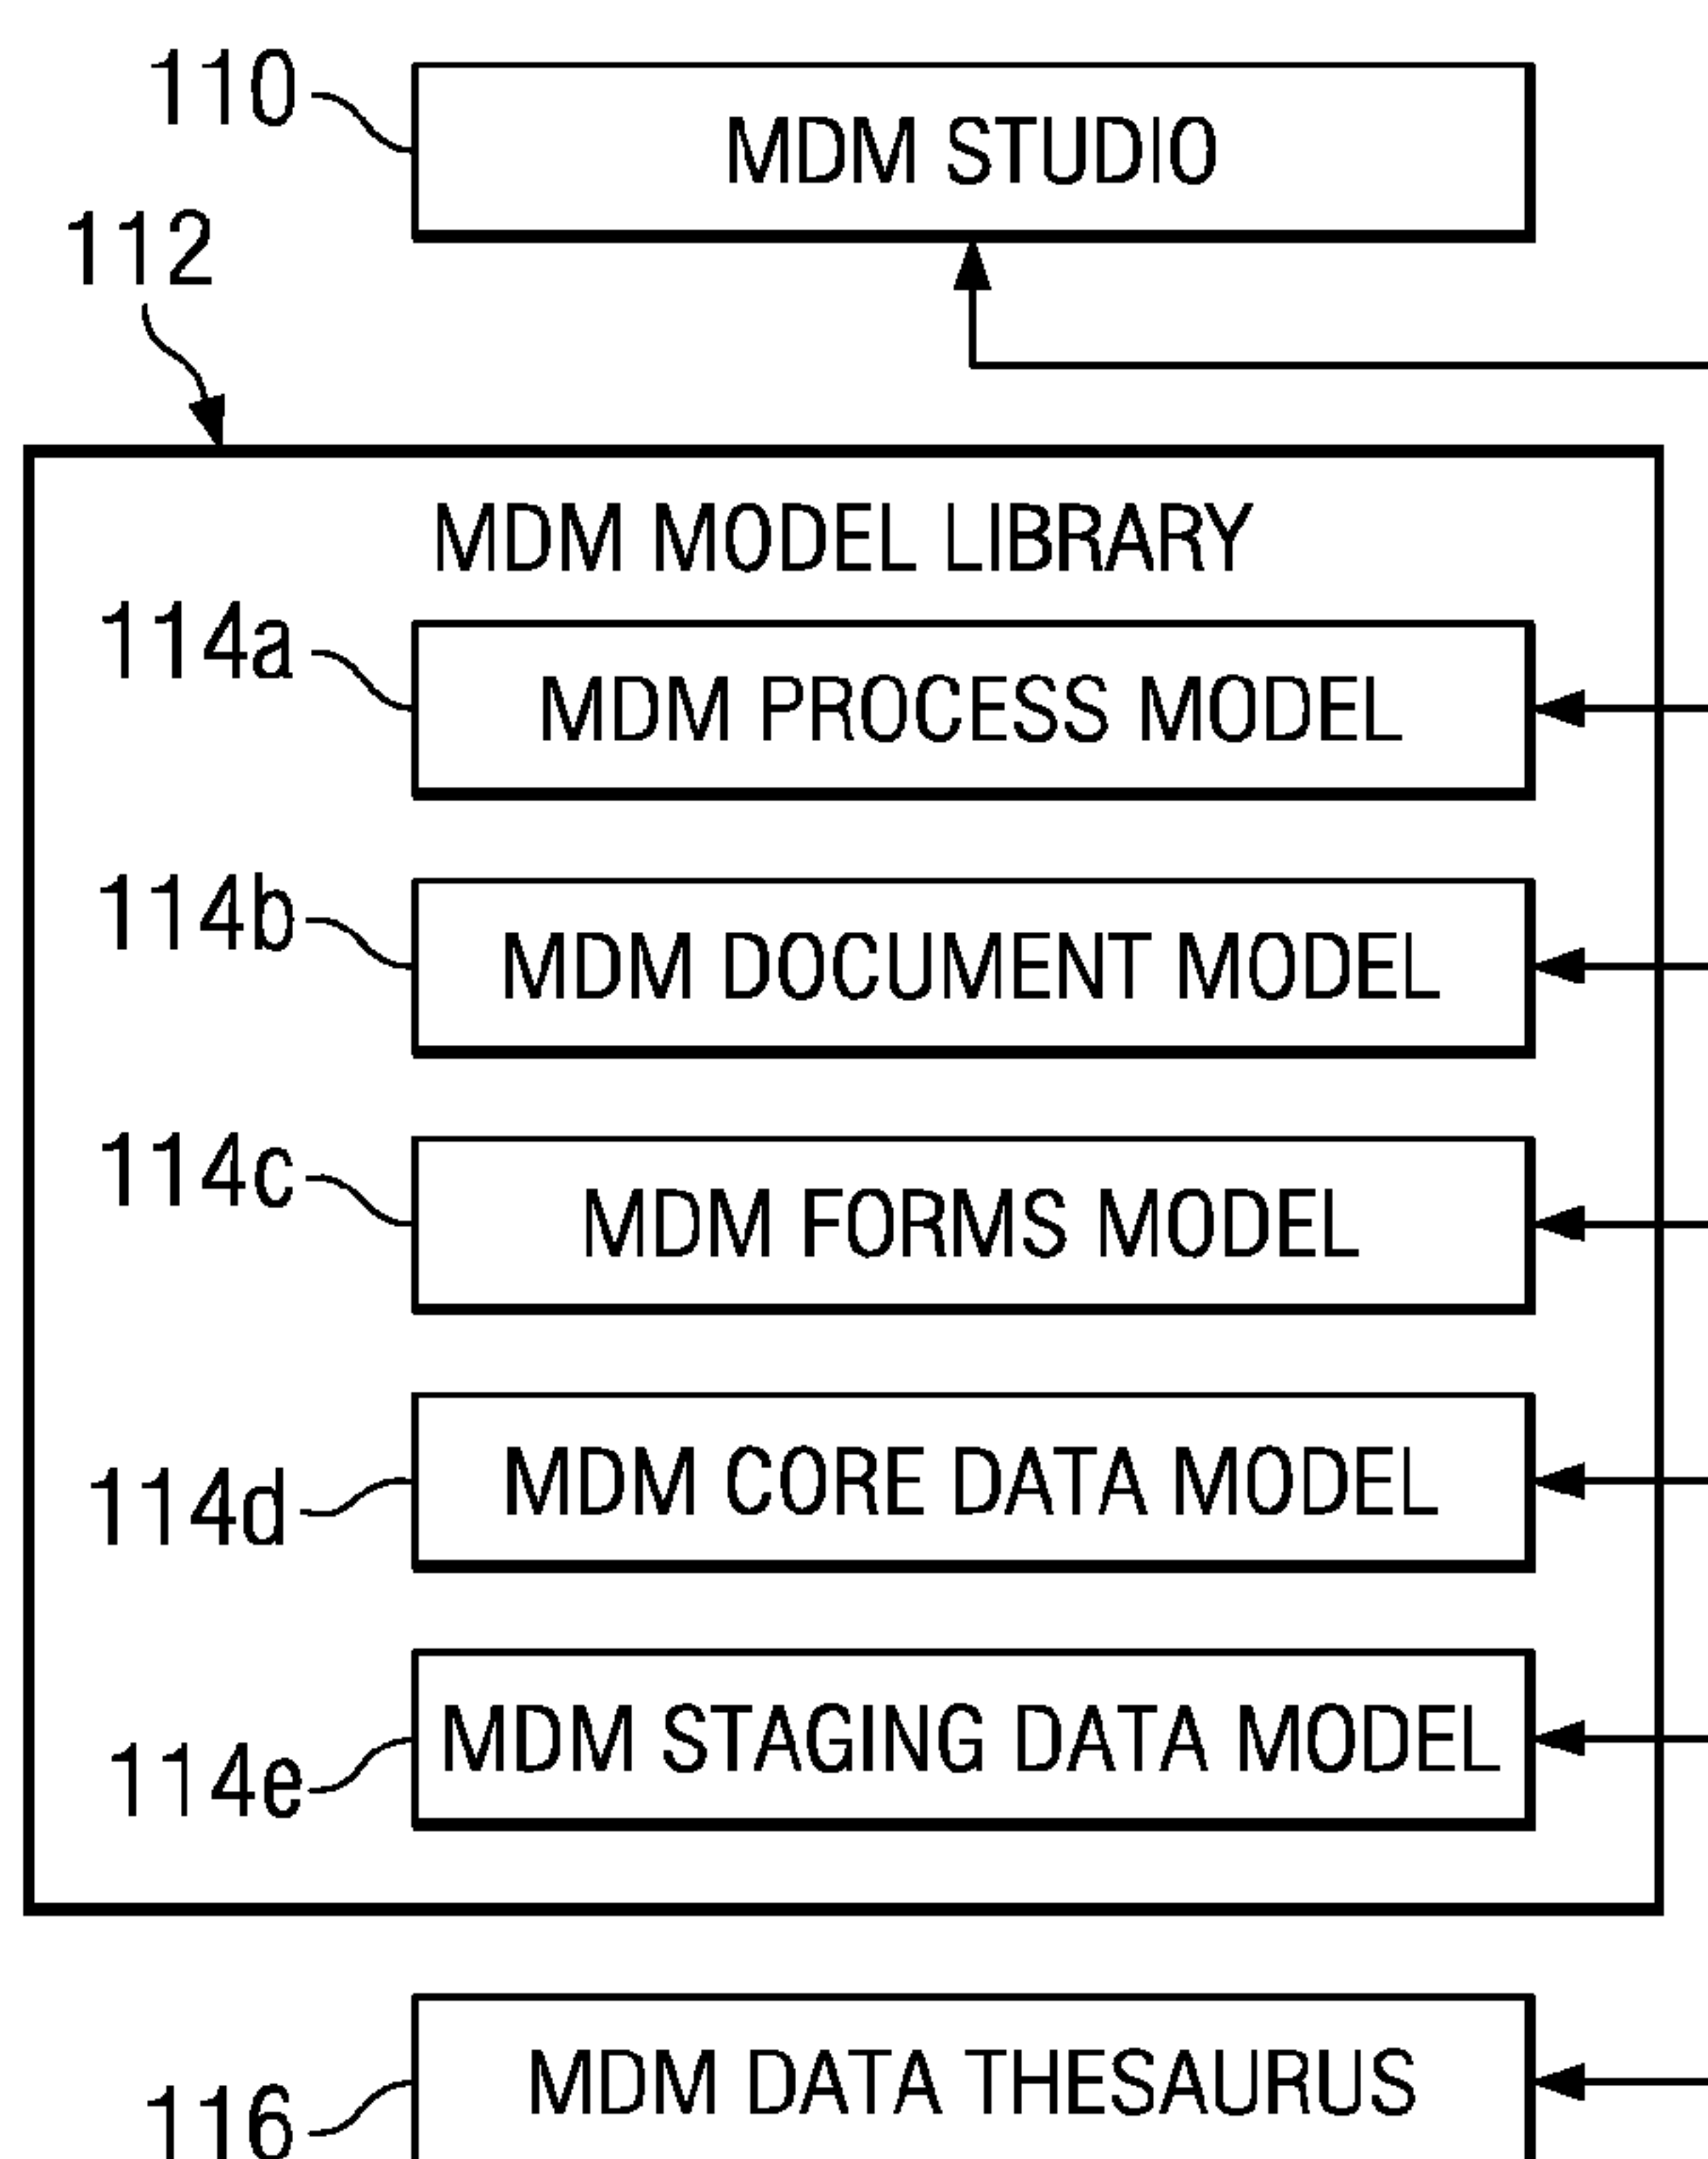 110
MDM STUDIO
112
MDM MODEL LIBRARY
114a
MDM PROCESS MODEL
114b
MDM DOCUMENT MODEL
114c
MDM FORMS MODEL
114d
MDM CORE DATA MODEL
114e
MDM STAGING DATA MODEL
116
MDM DATA THESAURUS